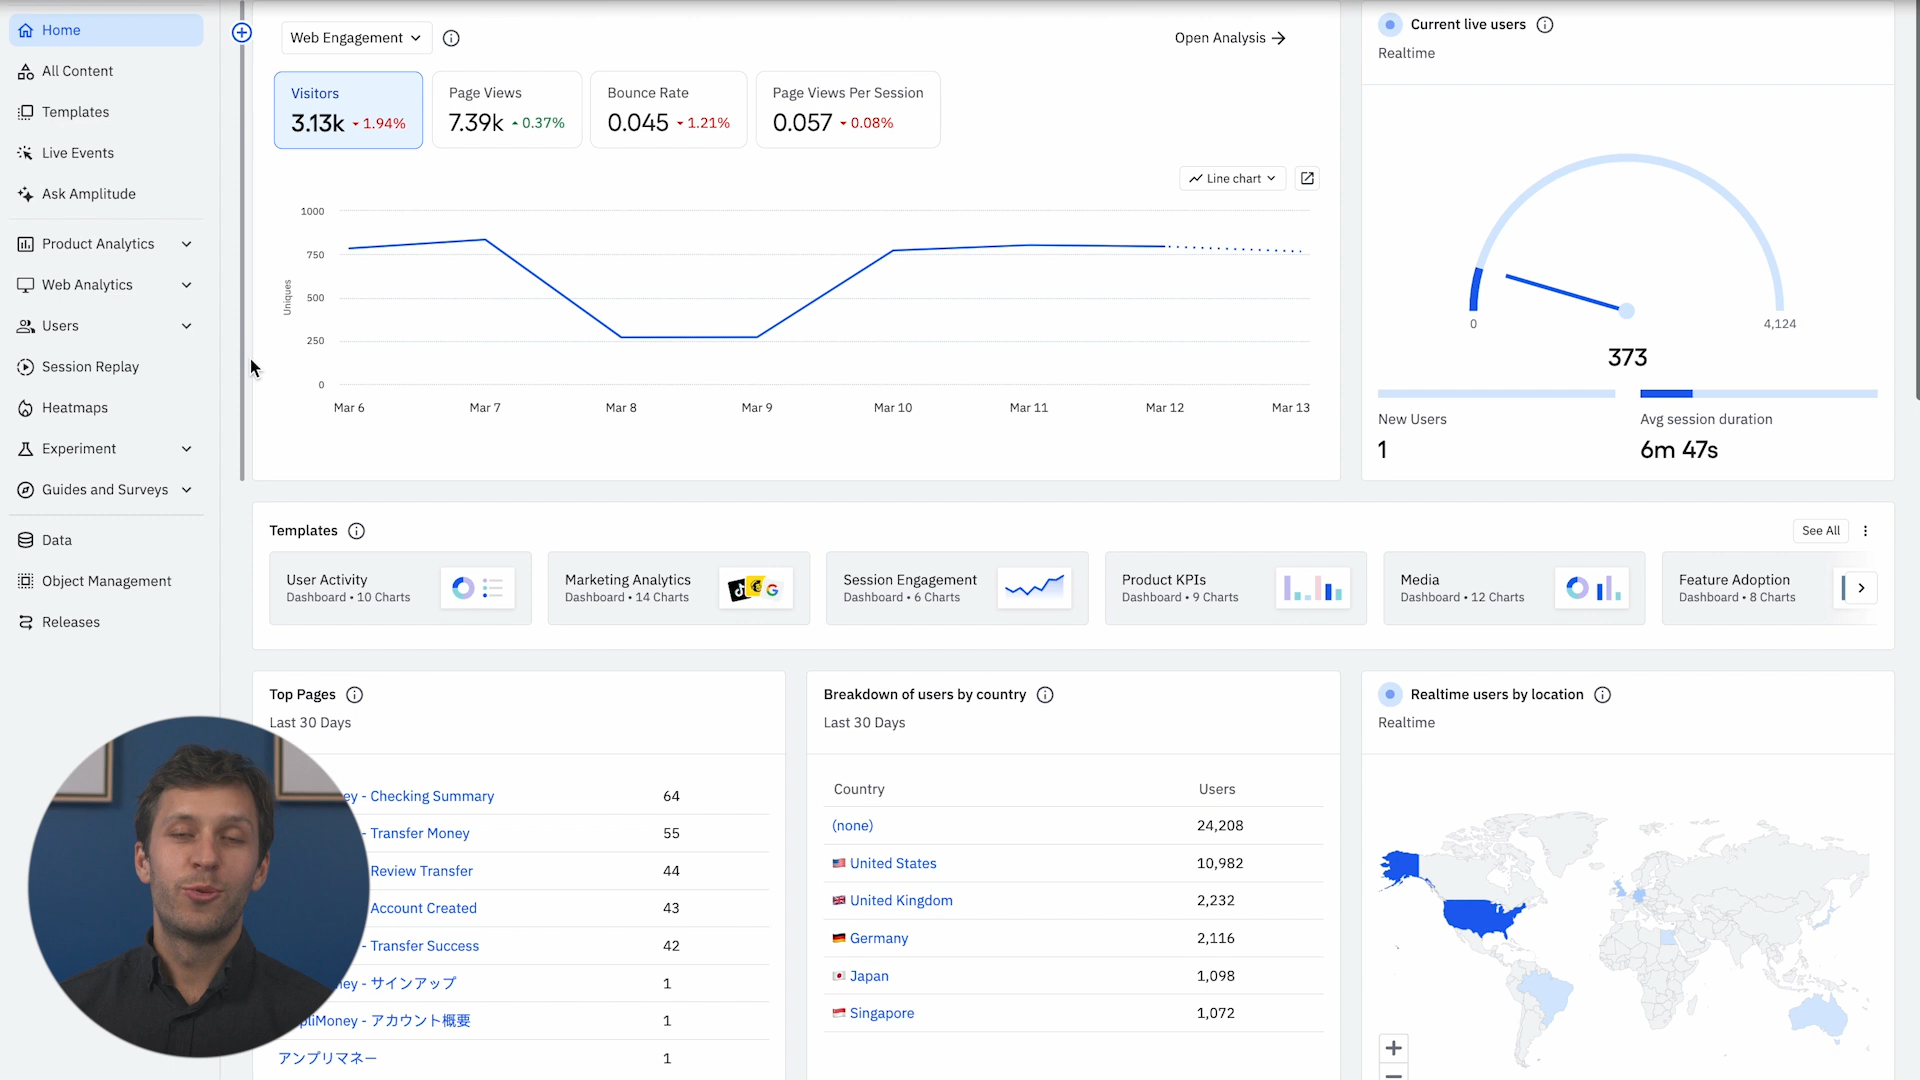 Home
All Content
Templates
Live Events
Ask Amplitude
Product Analytics
Web Analytics
Users
Session Replay
Heatmaps
Experiment
Guides and Surveys
Data
Object Management
Releases
Web Engagement
Open Analysis
Visitors
3.13k 1.94%
Page Views
7.39k 0.37%
Bounce Rate
0.045 1.21%
Page Views Per Session
0.057 0.08%
Line chart
Uniques
1000
750
500
250
0
Mar 6 Mar 7 Mar 8 Mar 9 Mar 10 Mar 11 Mar 12 Mar 13
Current live users
Realtime
0 4,124
373
New Users
1
Avg session duration
6m 47s
Templates
See All
User Activity
Dashboard • 10 Charts
Marketing Analytics
Dashboard • 14 Charts
Session Engagement
Dashboard • 6 Charts
Product KPIs
Dashboard • 9 Charts
Media
Dashboard • 12 Charts
Feature Adoption
Dashboard • 8 Charts
Top Pages
Last 30 Days
ey - Checking Summary 64
- Transfer Money 55
Review Transfer 44
Account Created 43
- Transfer Success 42
ney - サインアップ 1
pliMoney - アカウント概要 1
アンプリマネー 1
Breakdown of users by country
Last 30 Days
Country Users
(none) 24,208
United States 10,982
United Kingdom 2,232
Germany 2,116
Japan 1,098
Singapore 1,072
Realtime users by location
Realtime